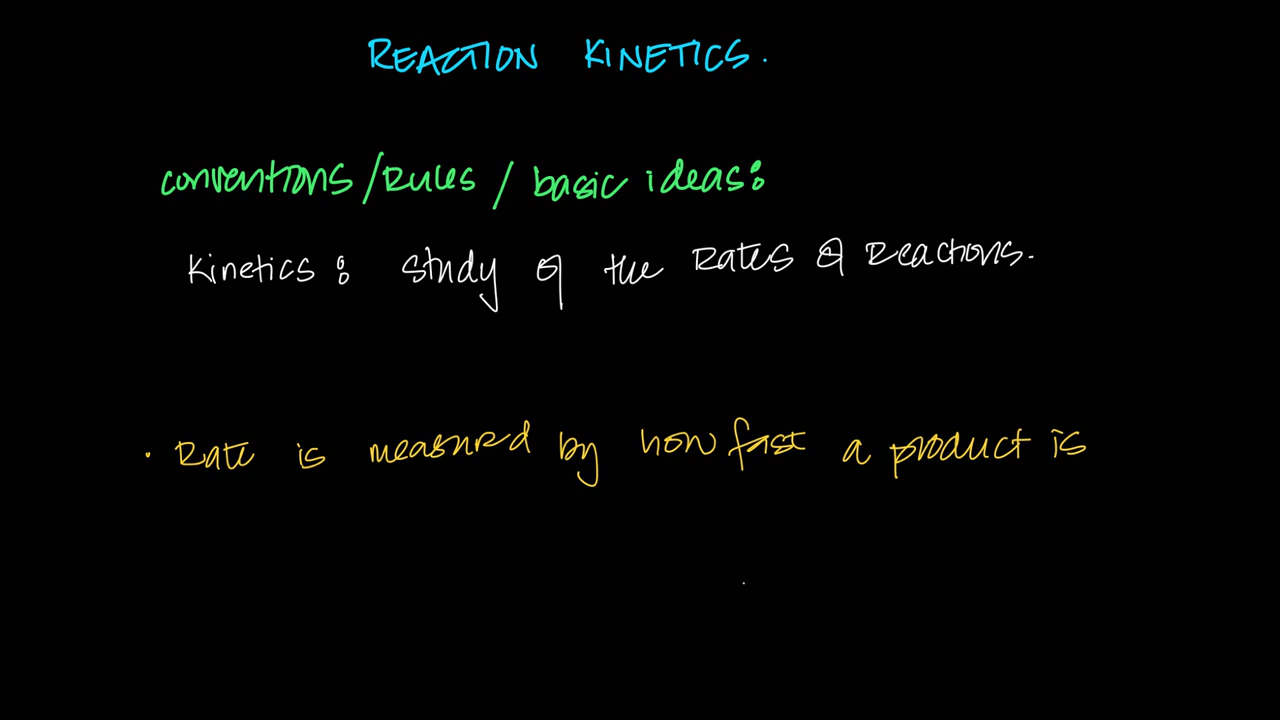 REACTION KINETICS.
conventions/Rules/basic ideas:
Kinetics: study of the Rates of Reactions.
· Rate is measured by how fast a product is